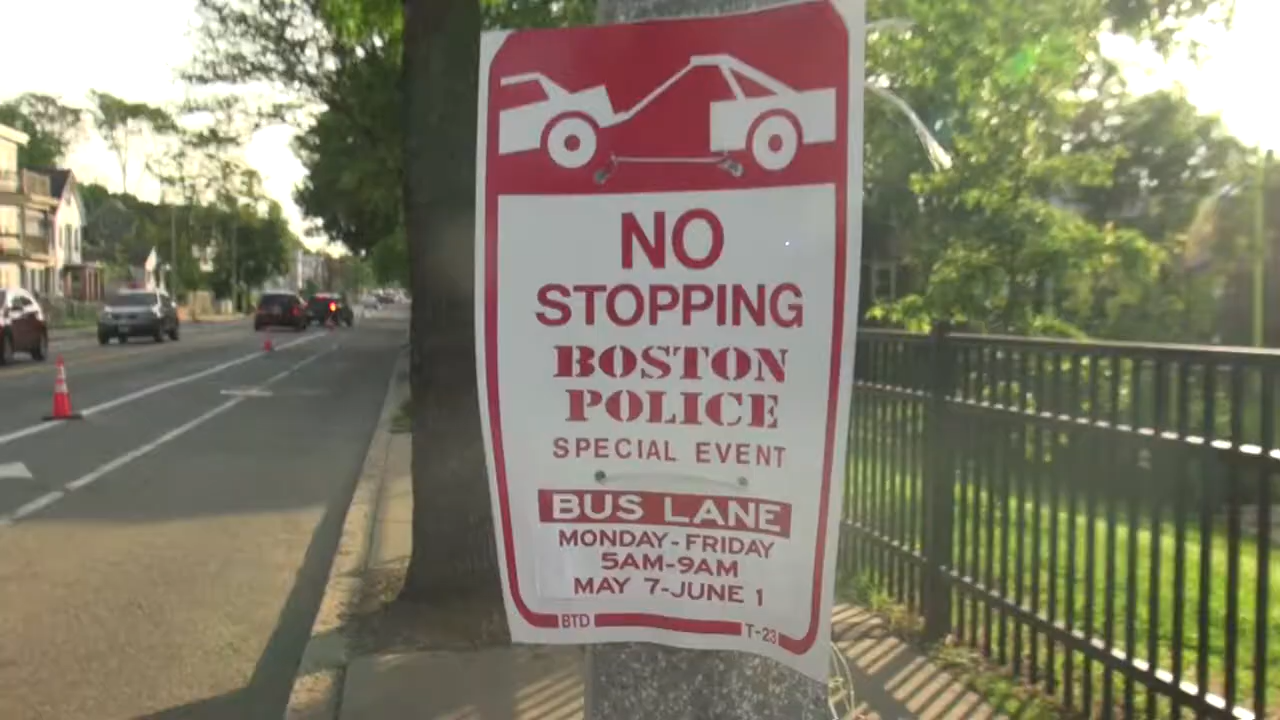 NO
STOPPING
BOSTON
POLICE
SPECIAL EVENT
BUS LANE
MONDAY-FRIDAY
5AM-9AM
MAY 7-JUNE 1
BTD
T-23